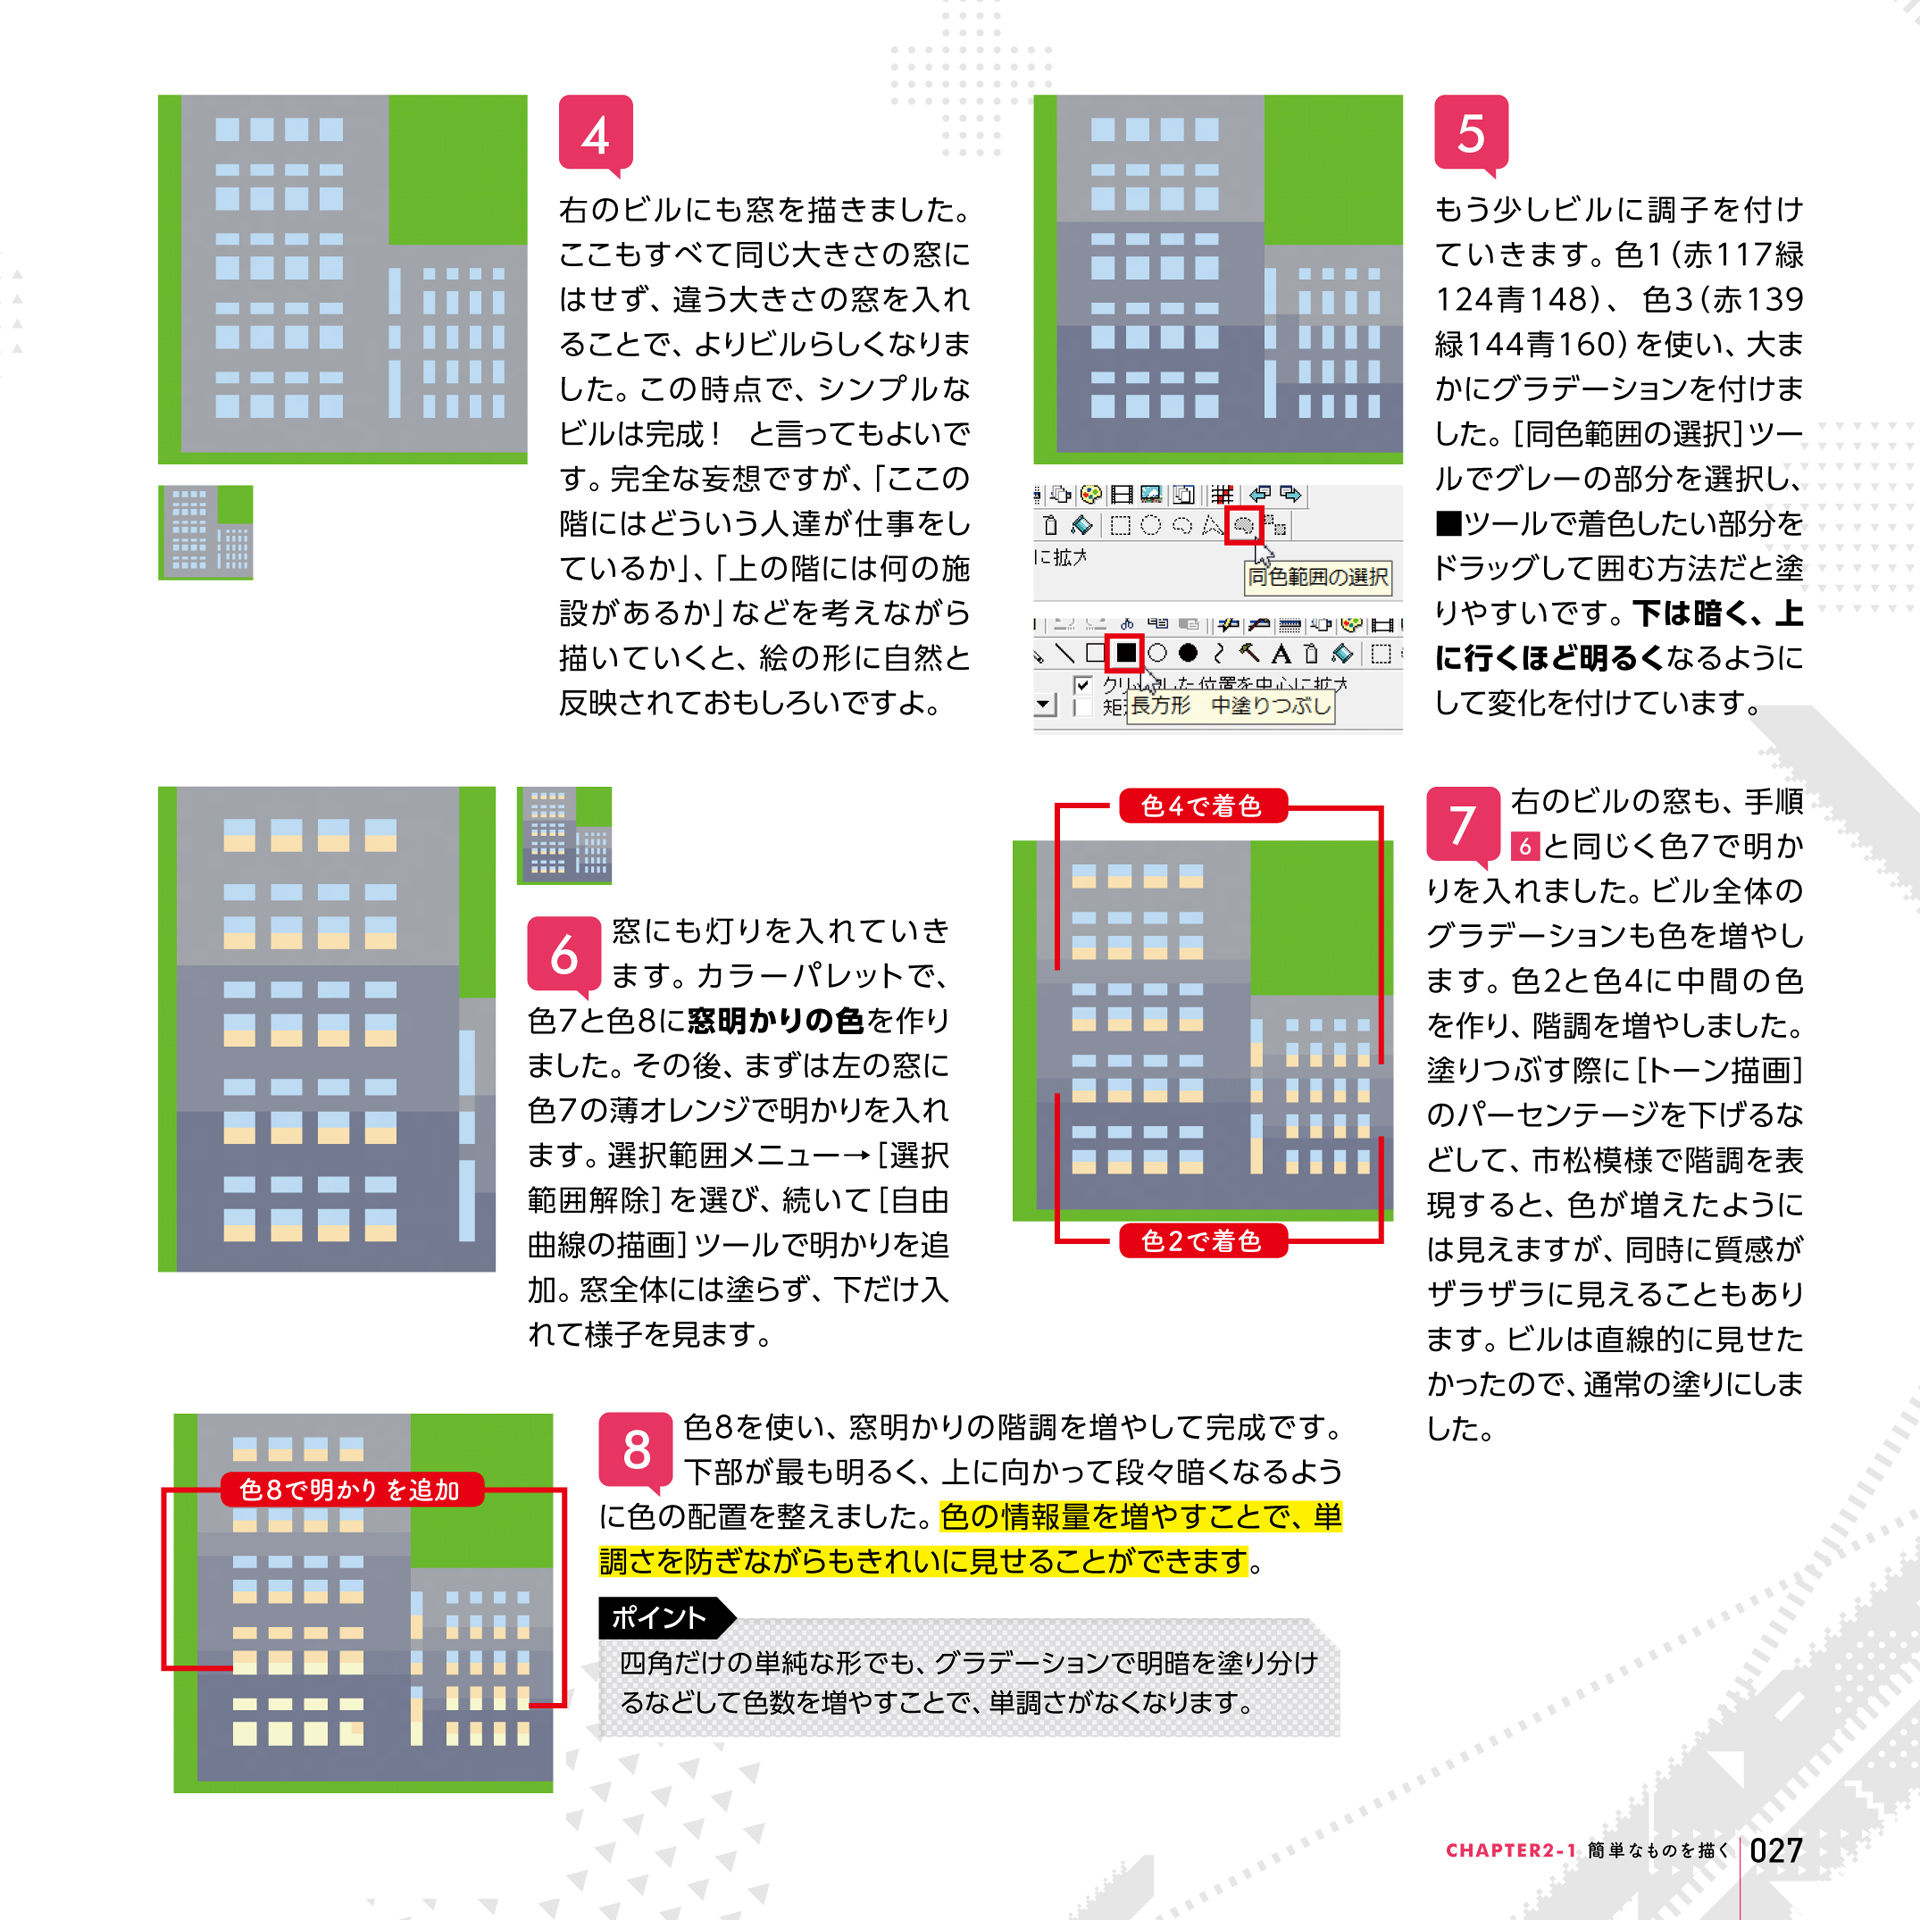 4
右のビルにも窓を描きました。
ここもすべて同じ大きさの窓に
はせず、違う大きさの窓を入れ
ることで、よりビルらしくなりま
した。この時点で、シンプルな
ビルは完成！ と言ってもよいで
す。完全な妄想ですが、「ここの
階にはどういう人達が仕事をし
ているか」、「上の階には何の施
設があるか」などを考えながら
描いていくと、絵の形に自然と
反映されておもしろいですよ。
5
もう少しビルに調子を付け
ていきます。色1（赤117緑
124青148）、色3（赤139
緑144青160）を使い、大ま
かにグラデーションを付けま
した。［同色範囲の選択］ツー
ルでグレーの部分を選択し、
■ツールで着色したい部分を
ドラッグして囲む方法だと塗
りやすいです。下は暗く、上
に行くほど明るくなるように
して変化を付けています。
に拡大
同色範囲の選択
クリックした位置を中心に拡大
矩
長方形 中塗りつぶし
6
窓にも灯りを入れていき
ます。カラーパレットで、
色7と色8に窓明かりの色を作り
ました。その後、まずは左の窓に
色7の薄オレンジで明かりを入れ
ます。選択範囲メニュー→［選択
範囲解除］を選び、続いて［自由
曲線の描画］ツールで明かりを追
加。窓全体には塗らず、下だけ入
れて様子を見ます。
色4で着色
色2で着色
7
右のビルの窓も、手順
6と同じく色7で明か
りを入れました。ビル全体の
グラデーションも色を増やし
ます。色2と色4に中間の色
を作り、階調を増やしました。
塗りつぶす際に［トーン描画］
のパーセンテージを下げるな
どして、市松模様で階調を表
現すると、色が増えたように
は見えますが、同時に質感が
ザラザラに見えることもあり
ます。ビルは直線的に見せた
かったので、通常の塗りにしま
した。
色8で明かりを追加
8
色8を使い、窓明かりの階調を増やして完成です。
下部が最も明るく、上に向かって段々暗くなるよう
に色の配置を整えました。色の情報量を増やすことで、単
調さを防ぎながらもきれいに見せることができます。
ポイント
四角だけの単純な形でも、グラデーションで明暗を塗り分け
るなどして色数を増やすことで、単調さがなくなります。
CHAPTER2-1 簡単なものを描く 027